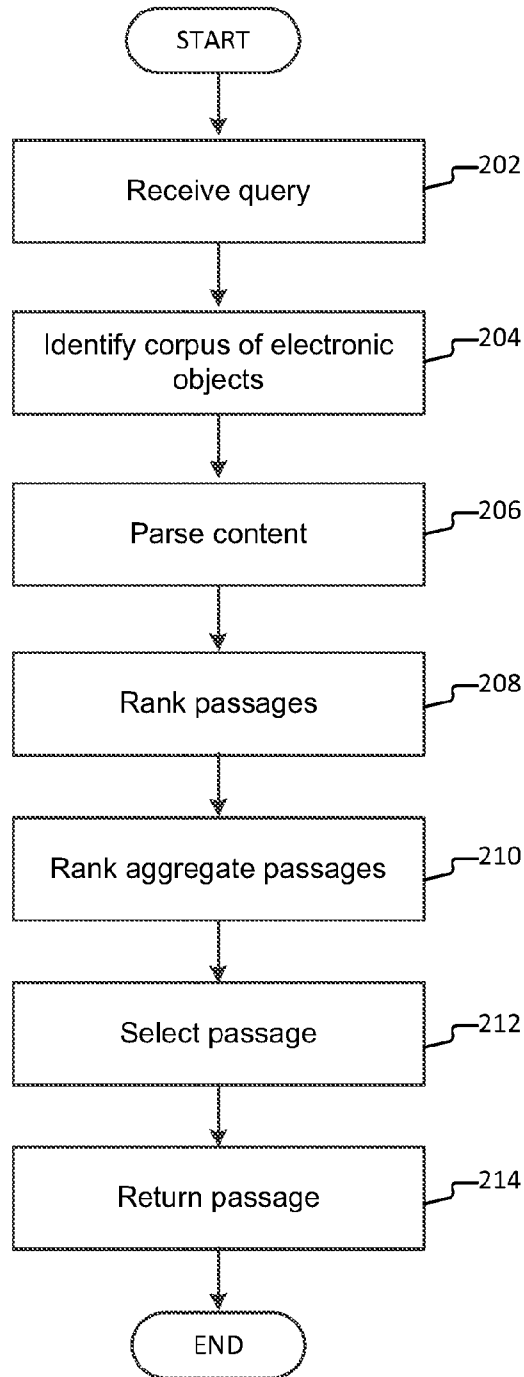 START
Receive query
202
Identify corpus of electronic
objects
204
Parse content
206
Rank passages
208
Rank aggregate passages
210
Select passage
212
Return passage
214
END